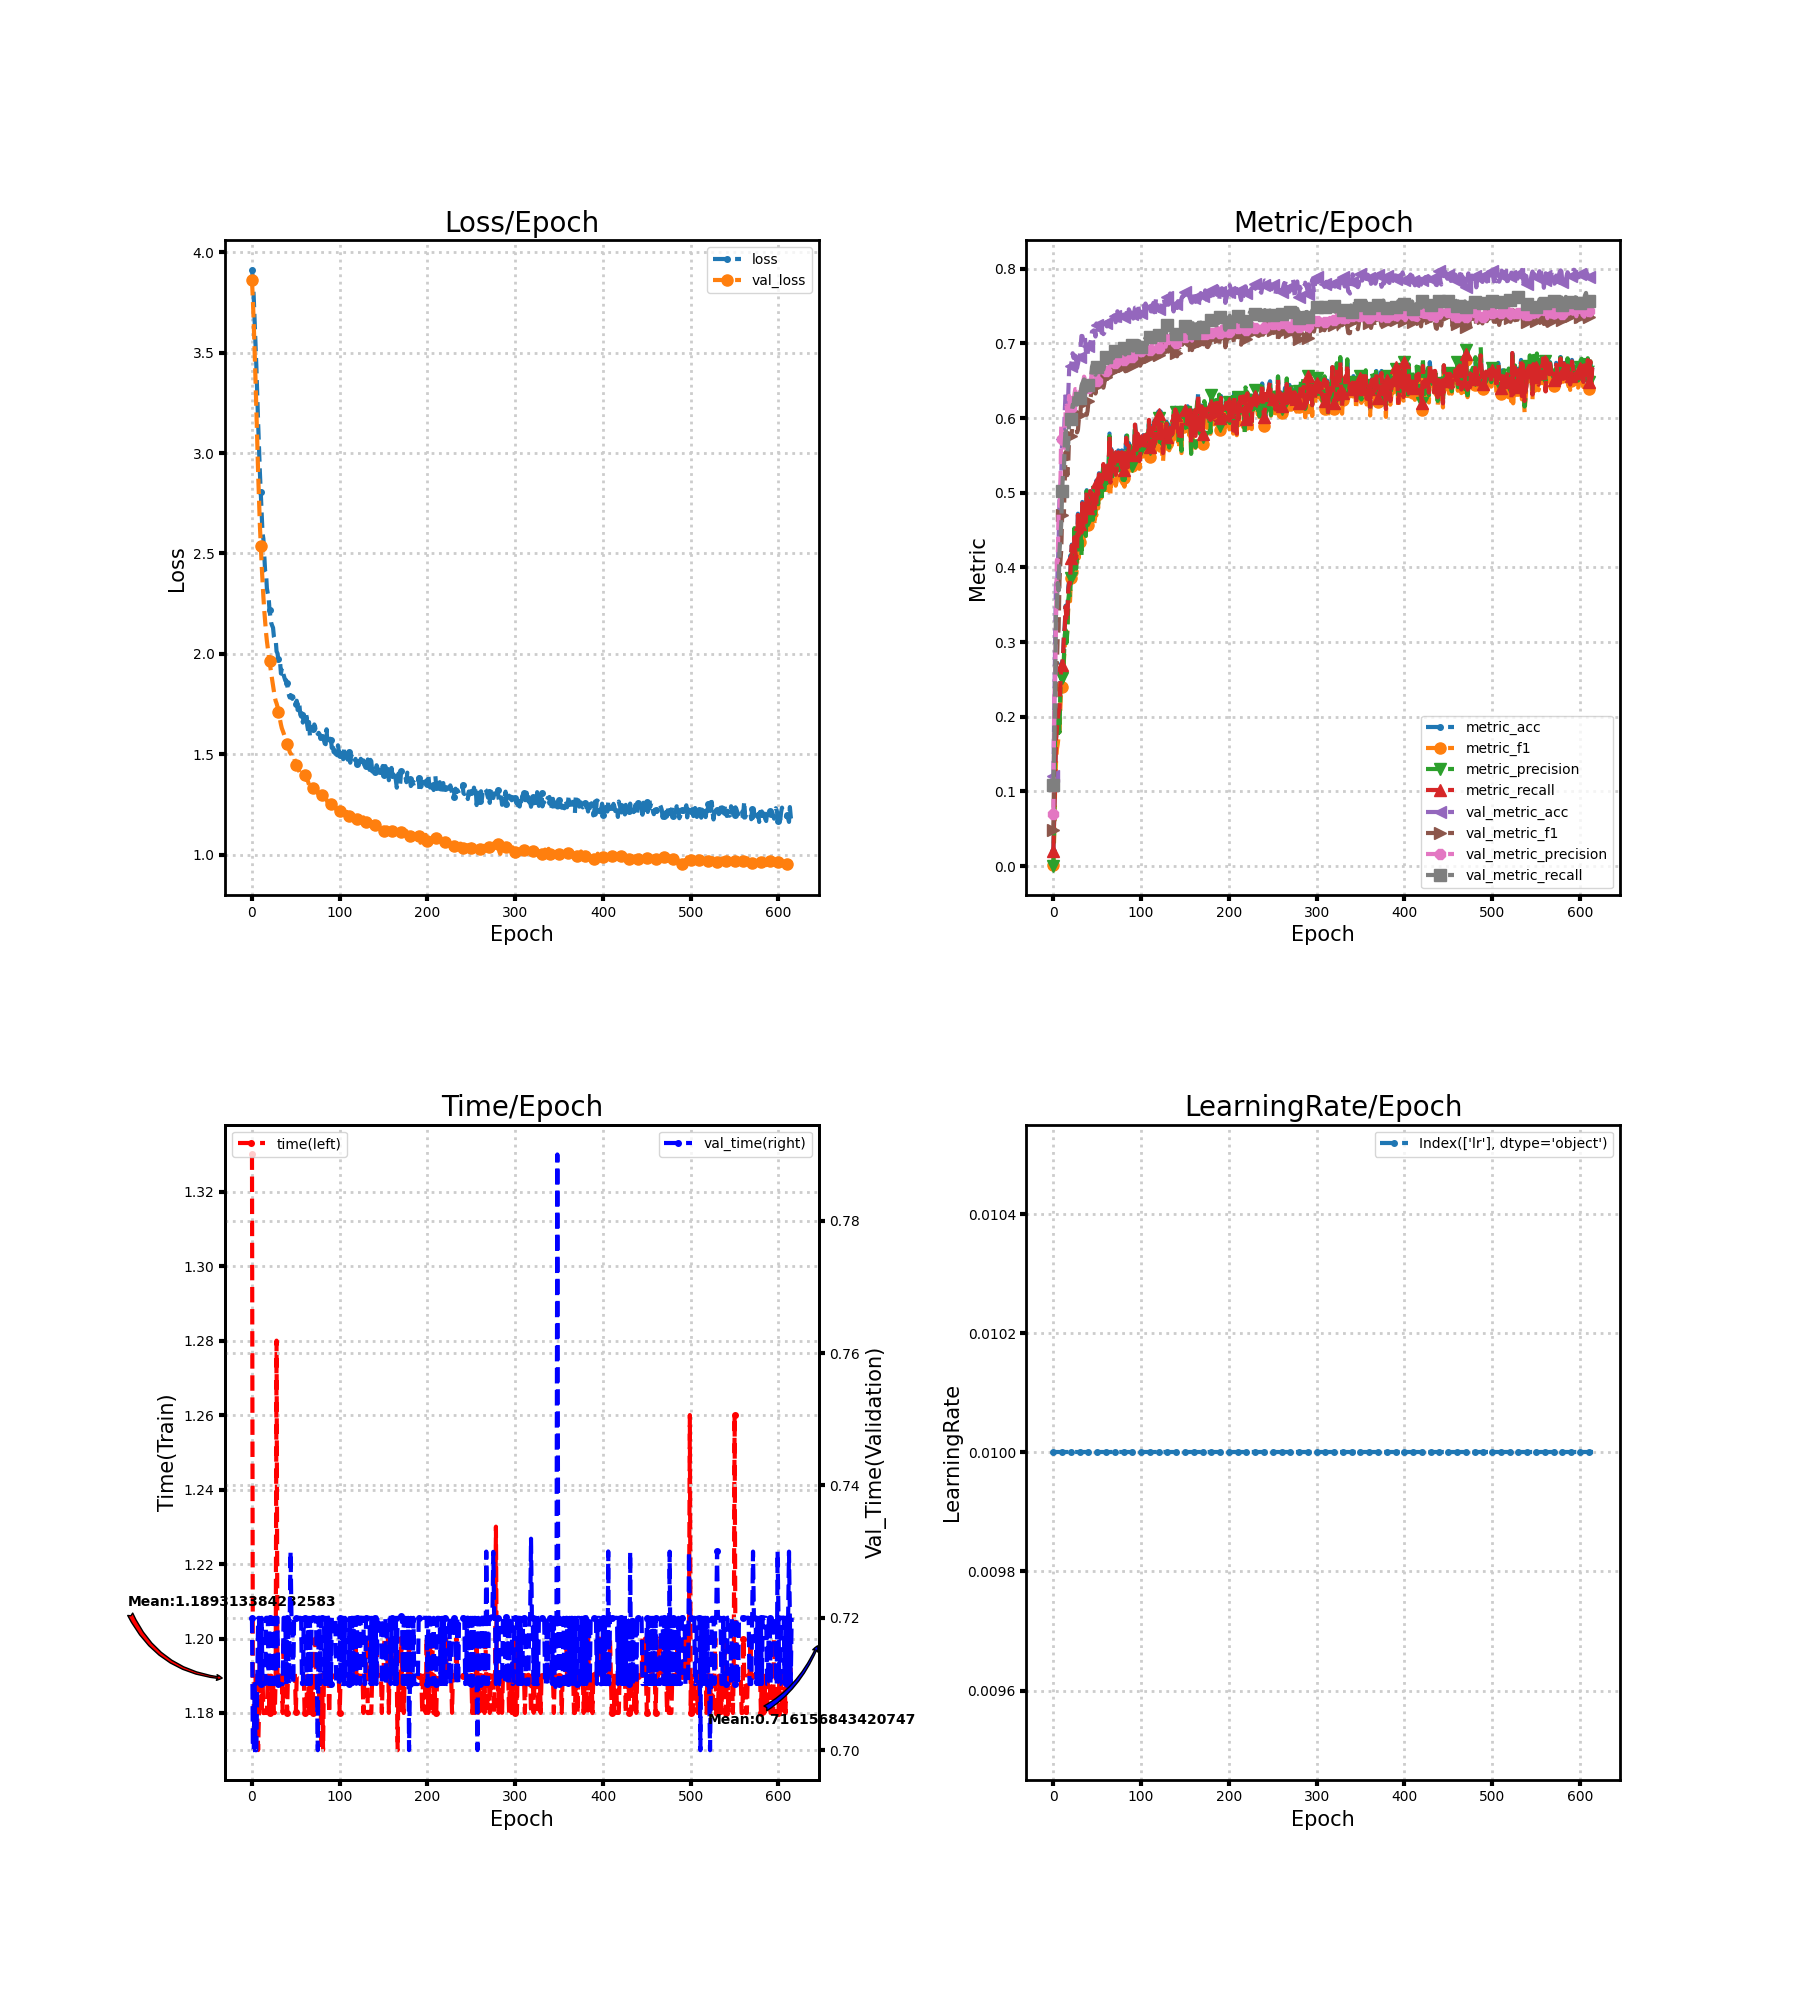 Loss/Epoch
Loss
4.0
3.5
3.0
2.5
2.0
1.5
1.0
loss
val_loss
0 100 200 300 400 500 600
Epoch
Metric/Epoch
Metric
0.8
0.7
0.6
0.5
0.4
0.3
0.2
0.1
0.0
metric_acc
metric_f1
metric_precision
metric_recall
val_metric_acc
val_metric_f1
val_metric_precision
val_metric_recall
0 100 200 300 400 500 600
Epoch
Time/Epoch
Time(Train)
time(left)
val_time(right)
1.32
1.30
1.28
1.26
1.24
1.22
1.20
1.18
Mean:1.189313384232583
0.78
0.76
0.74
0.72
0.70
Val_Time(Validation)
Mean:0.716156843420747
0 100 200 300 400 500 600
Epoch
LearningRate/Epoch
LearningRate
Index(['lr'], dtype='object')
0.0104
0.0102
0.0100
0.0098
0.0096
0 100 200 300 400 500 600
Epoch